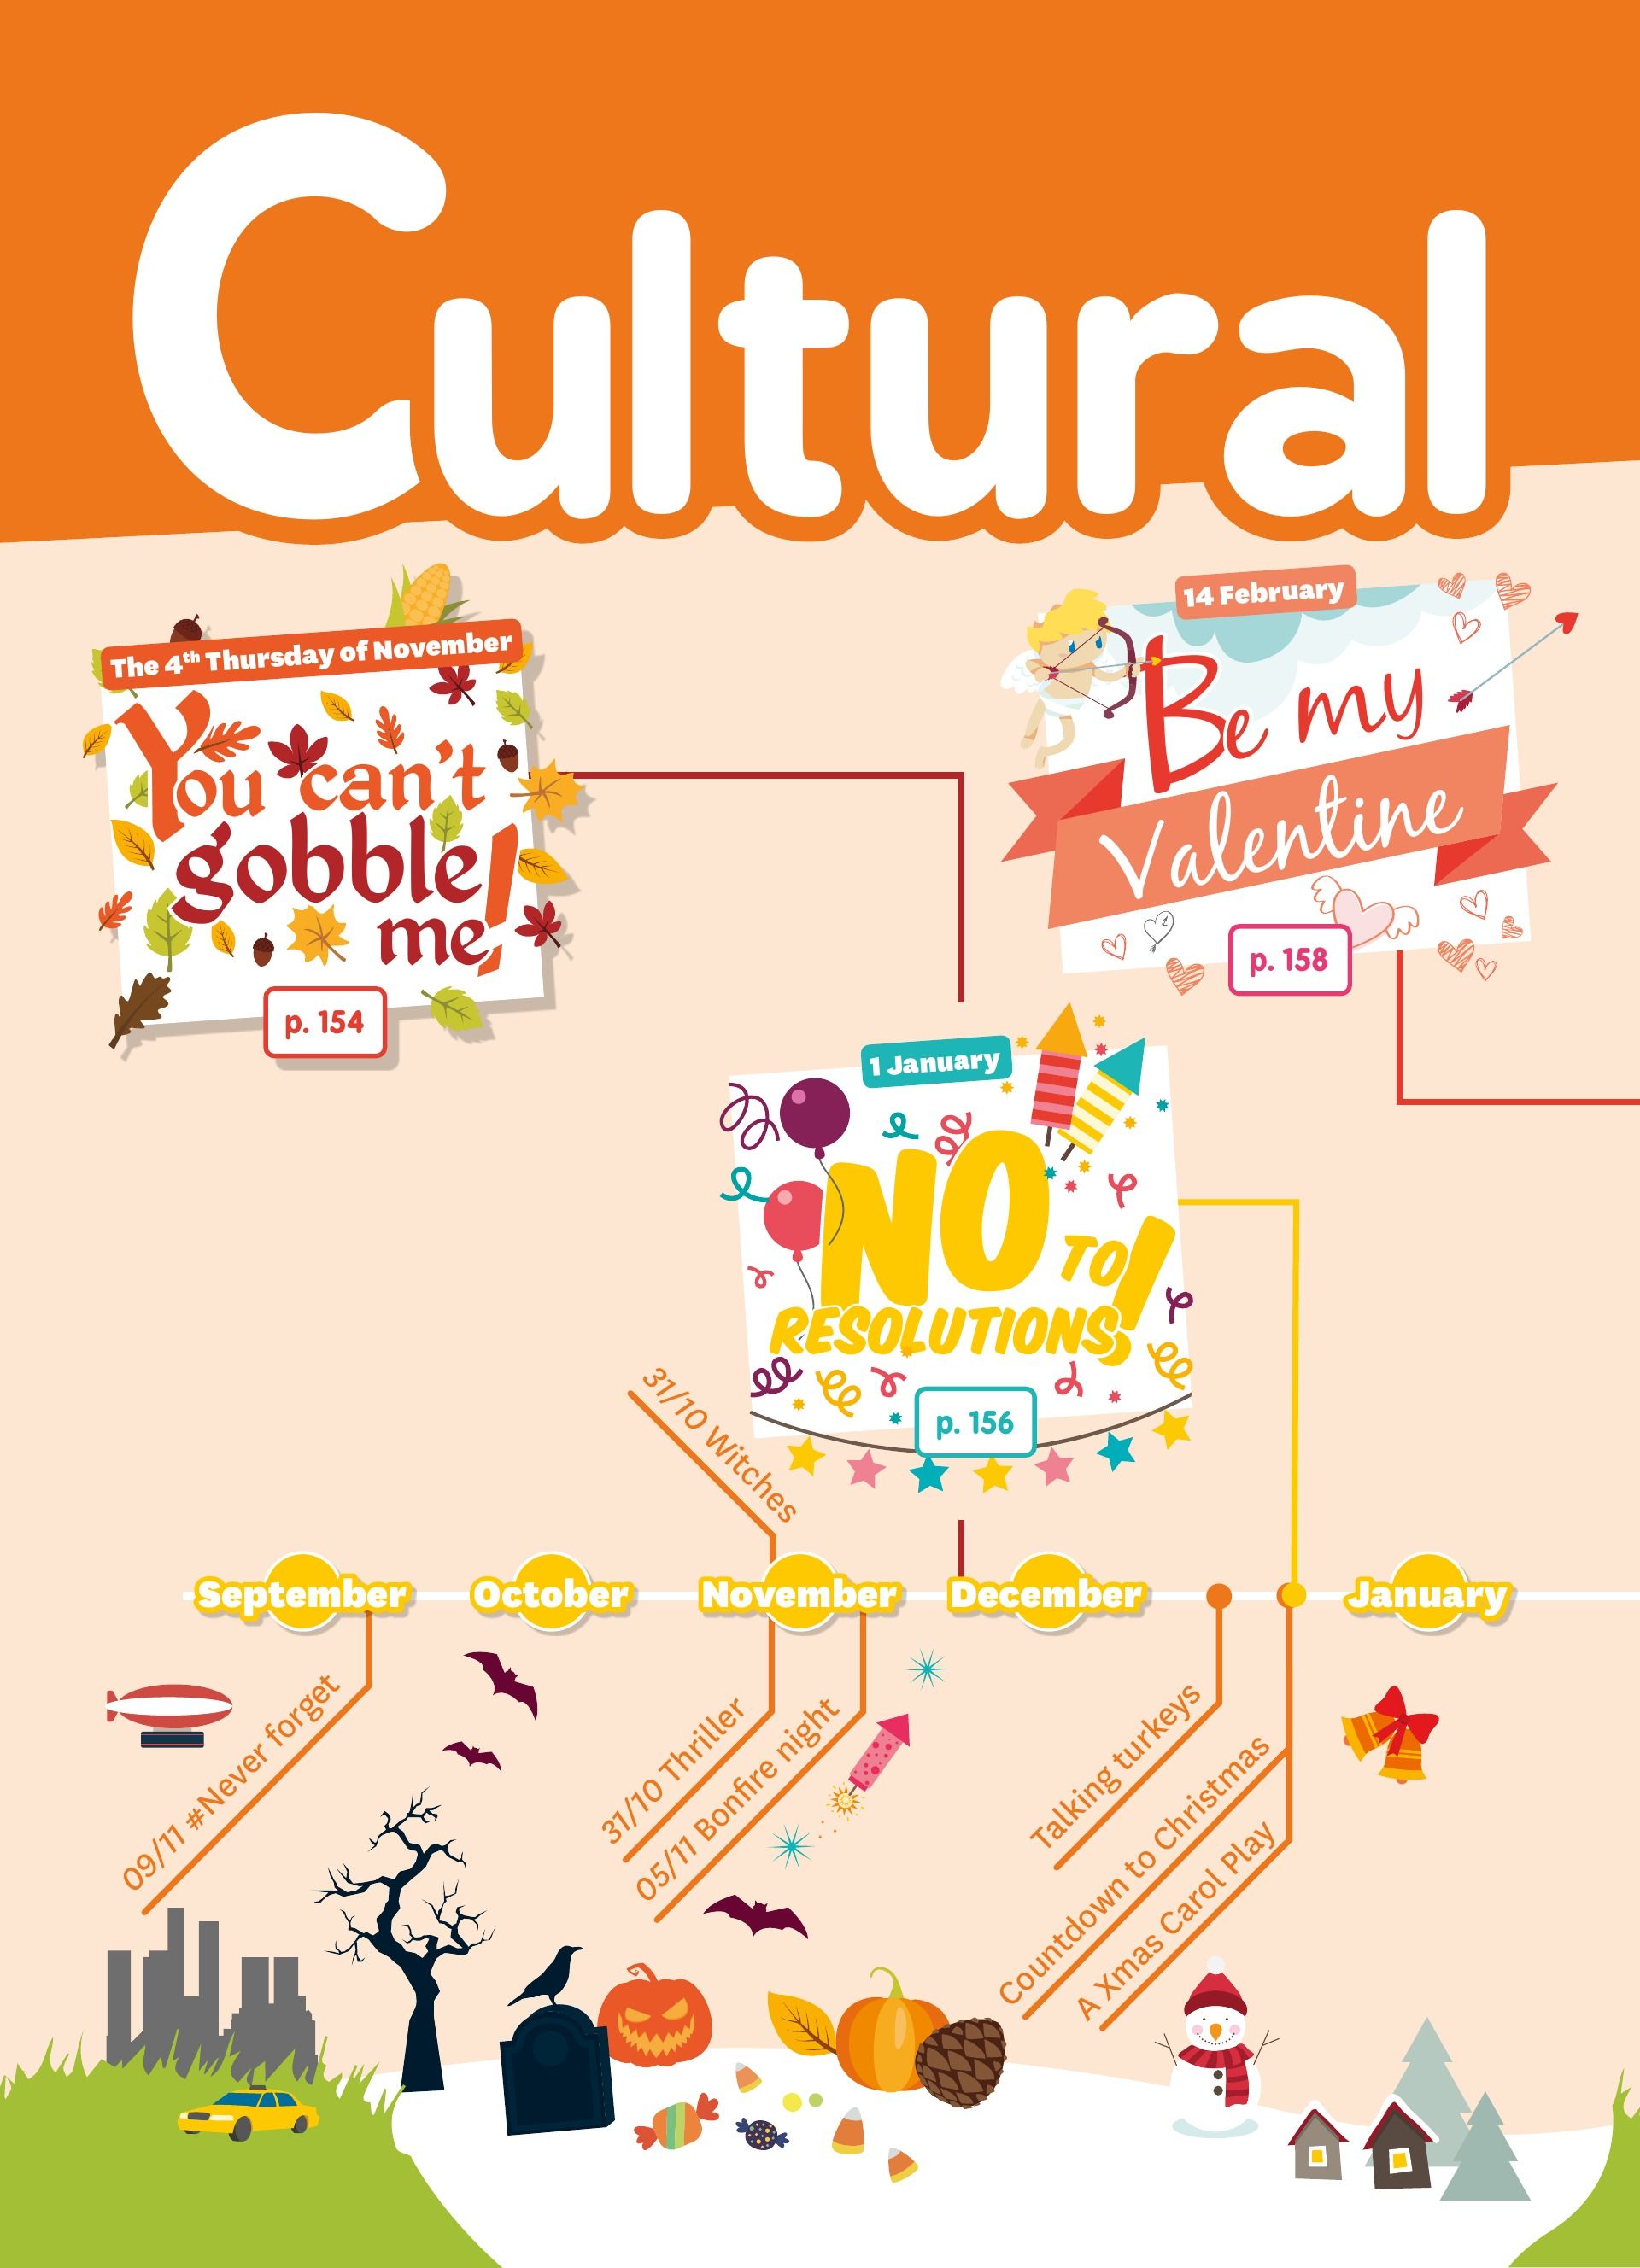 Cultural
The 4th Thursday of November
You can't
gobble
me!
p. 154
14 February
Be my
Valentine
p. 158
1 January
NO
TO
RESOLUTIONS!
p. 156
31/10 Witches
September
October
November
December
January
09/11 #Never forget
31/10 Thriller
05/11 Bonfire night
Talking turkeys
Countdown to Christmas
A Xmas Carol Play